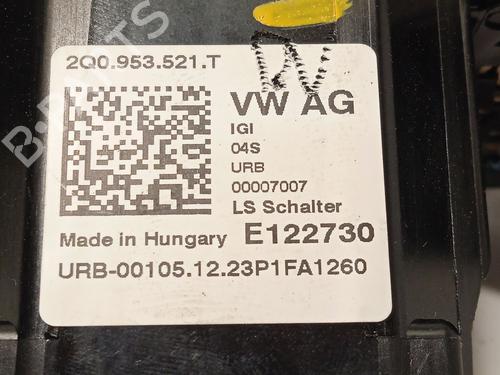 2Q0.953.521.T
VW AG
IGI
04S
URB
00007007
LS Schalter
Made in Hungary E122730
URB-00105.12.23P1FA1260